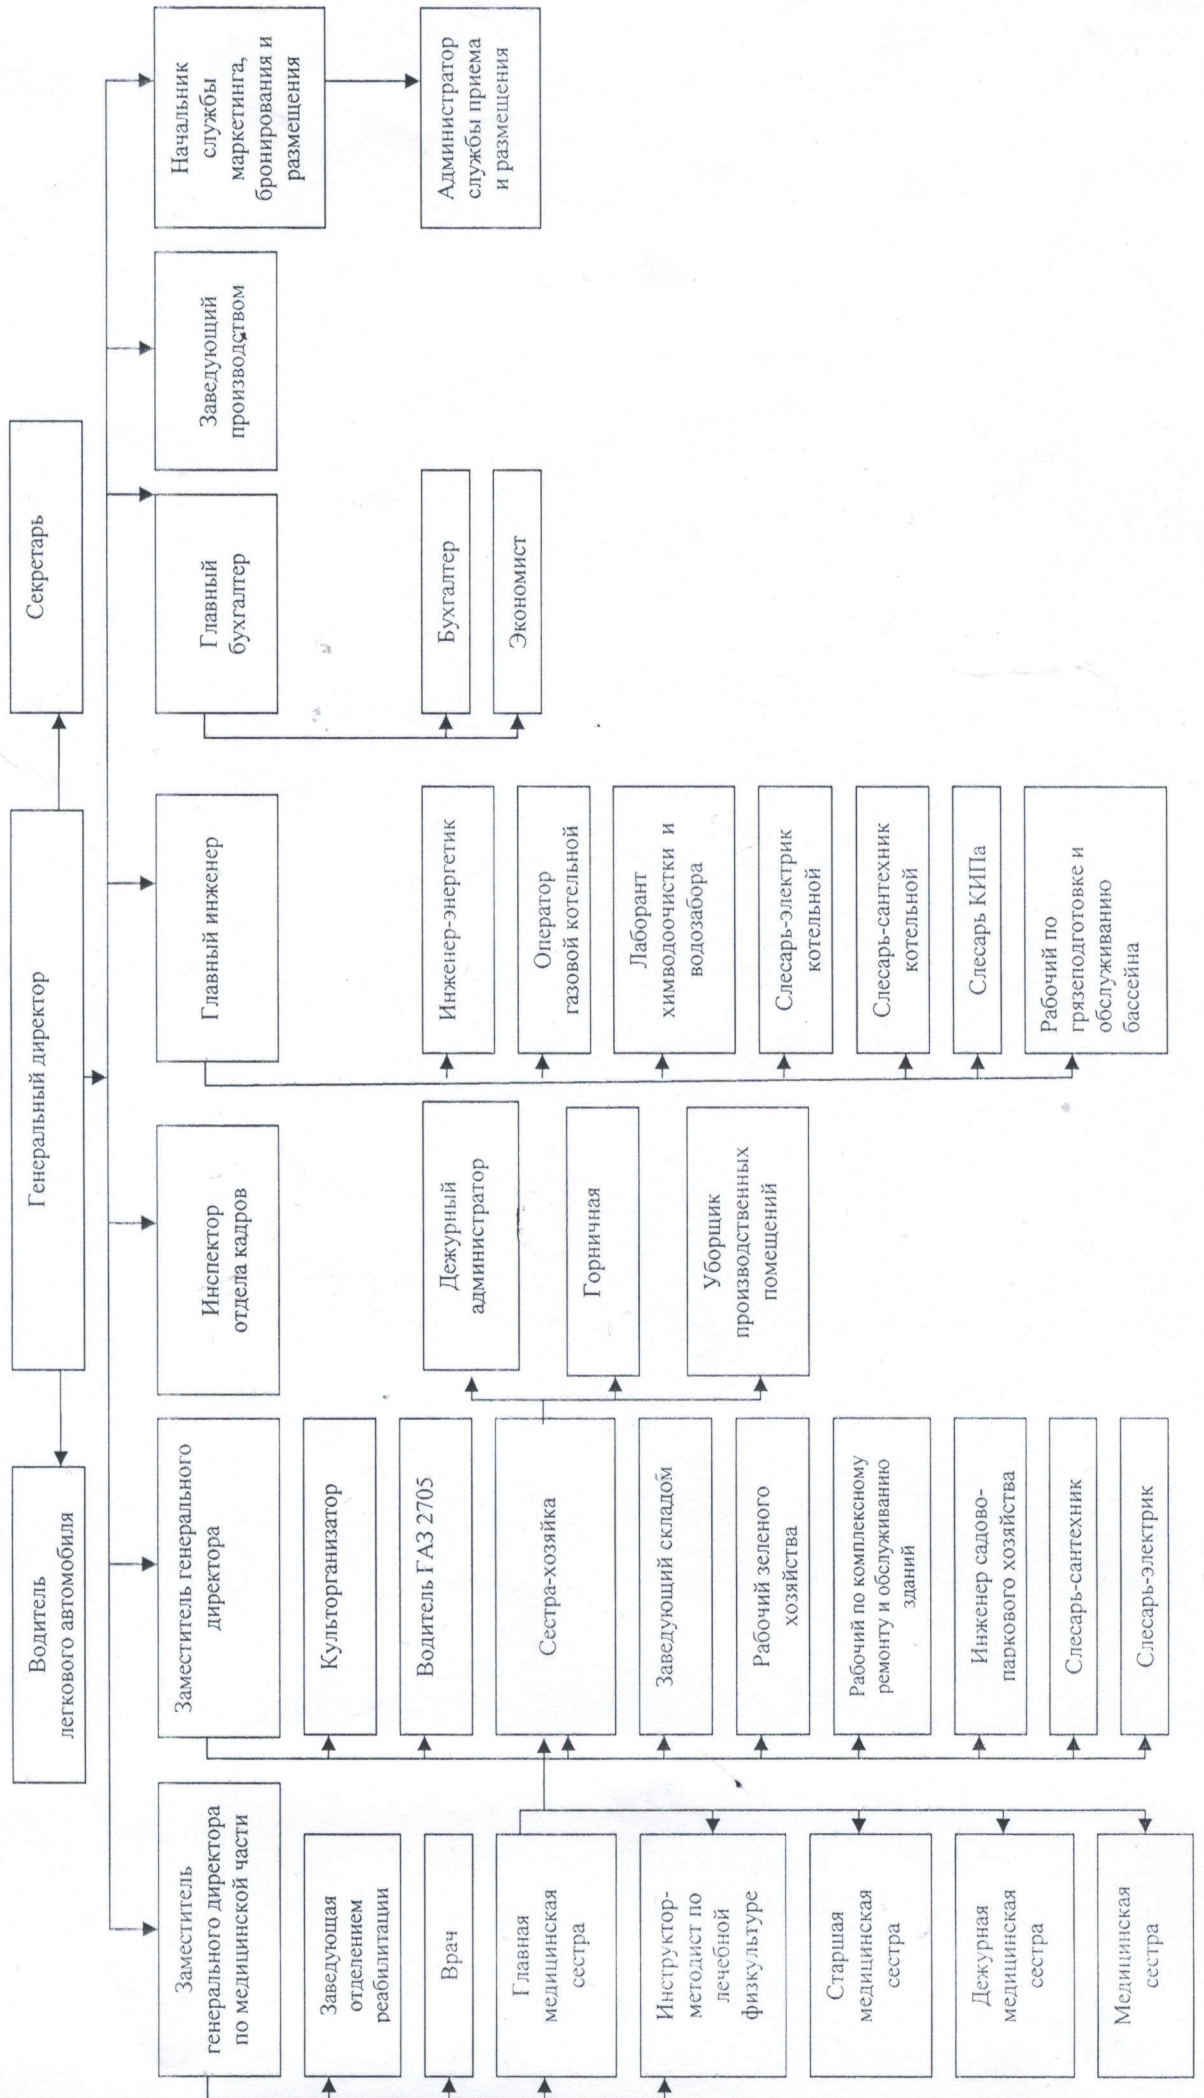 Водитель
легкового автомобиля
Генеральный директор
Секретарь
Заместитель
генерального директора
по медицинской части
Заместитель генерального
директора
Инспектор
отдела кадров
Главный инженер
Главный
бухгалтер
Заведующий
производством
Начальник
службы
маркетинга,
бронирования и
размещения
Заведующая
отделением
реабилитации
Врач
Главная
медицинская
сестра
Инструктор-
методист по
лечебной
физкультуре
Старшая
медицинская
сестра
Дежурная
медицинская
сестра
Медицинская
сестра
Культорганизатор
Водитель ГАЗ 2705
Сестра-хозяйка
Заведующий складом
Рабочий зеленого
хозяйства
Рабочий по комплексному
ремонту и обслуживанию
зданий
Инженер садово-
паркового хозяйства
Слесарь-сантехник
Слесарь-электрик
Дежурный
администратор
Горничная
Уборщик
производственных
помещений
Инженер-энергетик
Оператор
газовой котельной
Лаборант
химводоочистки и
водозабора
Слесарь-электрик
котельной
Слесарь-сантехник
котельной
Слесарь КИПа
Рабочий по
грязеподготовке и
обслуживанию
бассейна
Бухгалтер
Экономист
Администратор
службы приема
и размещения